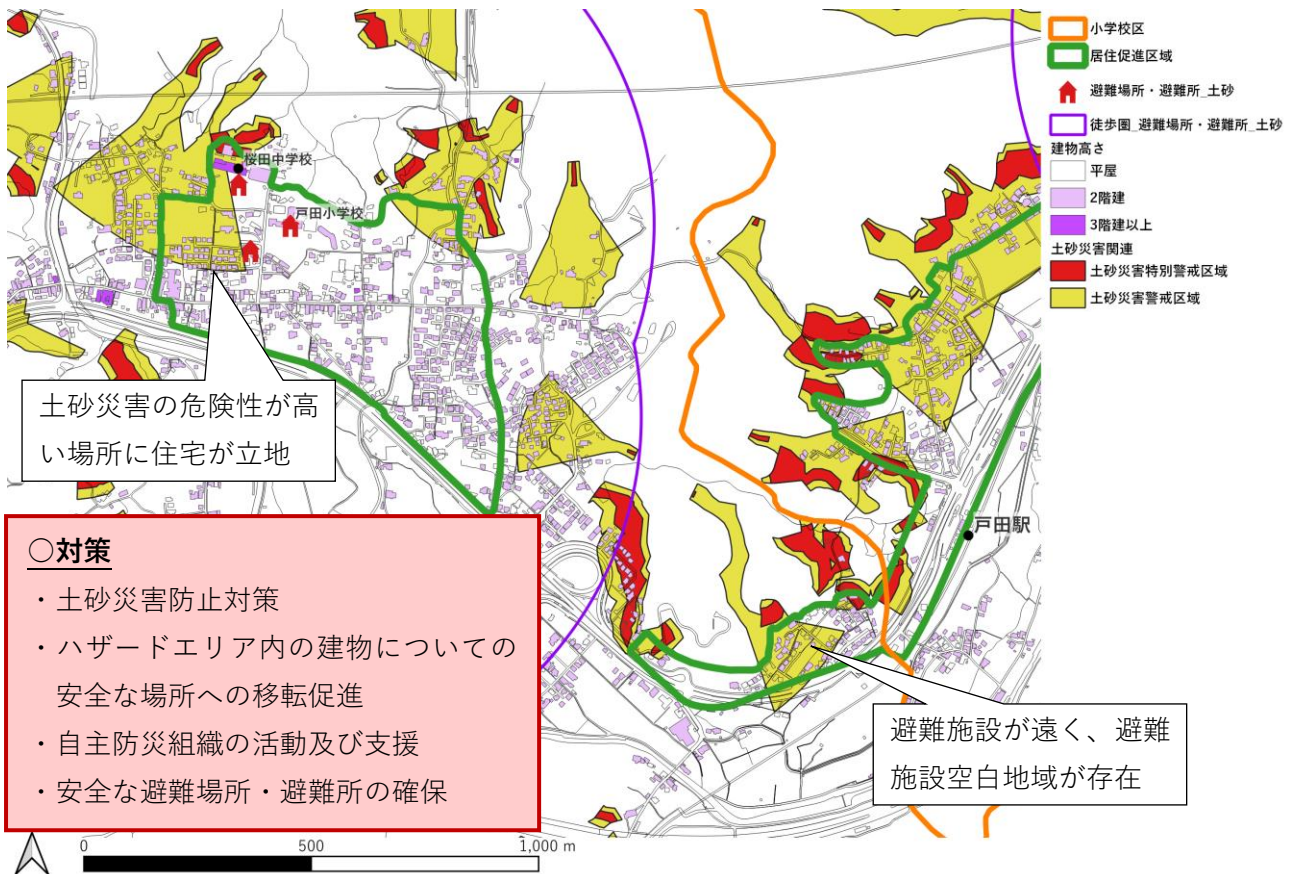 小学校区
居住促進区域
避難場所・避難所_土砂
徒歩圏_避難場所・避難所_土砂
建物高さ
平屋
2階建
3階建以上
土砂災害関連
土砂災害特別警戒区域
土砂災害警戒区域
桜田中学校
戸田小学校
土砂災害の危険性が高
い場所に住宅が立地
戸田駅
○対策
・土砂災害防止対策
・ハザードエリア内の建物についての
安全な場所への移転促進
・自主防災組織の活動及び支援
・安全な避難場所・避難所の確保
避難施設が遠く、避難
施設空白地域が存在
0 500 1,000 m